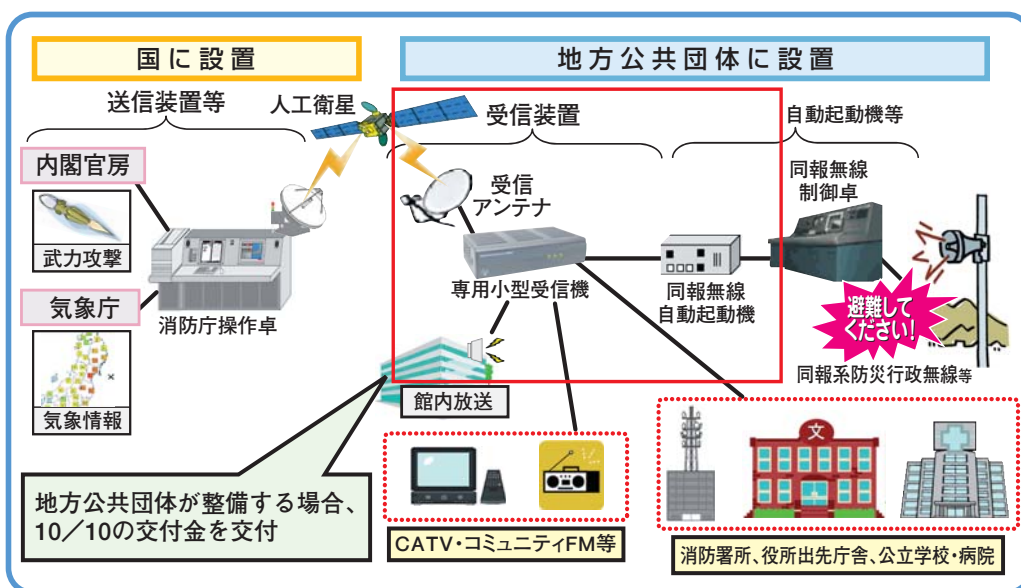 国に設置
地方公共団体に設置
送信装置等
人工衛星
受信装置
自動起動機等
内閣官房
武力攻撃
気象庁
気象情報
消防庁操作卓
受信
アンテナ
専用小型受信機
同報無線
自動起動機
同報無線
制御卓
避難して
ください!
同報系防災行政無線等
館内放送
地方公共団体が整備する場合、
10/10の交付金を交付
CATV・コミュニティFM等
文
消防署所、役所出先庁舎、公立学校・病院